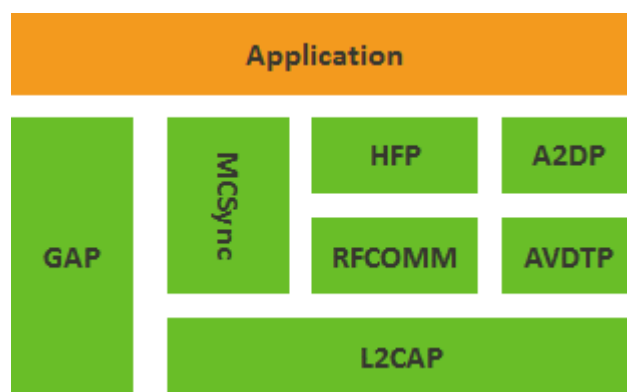 Application
MCSync
HFP
A2DP
GAP
RFCOMM
AVDTP
L2CAP